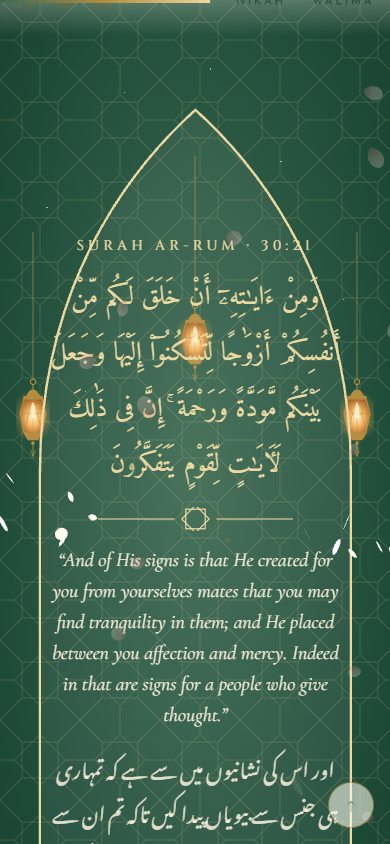 NIKAH WALIMA
SURAH AR-RUM · 30:21
وَمِنْ ءَايَـٰتِهِۦٓ أَنْ خَلَقَ لَكُم مِّنْ
أَنفُسِكُمْ أَزْوَٰجًا لِّتَسْكُنُوٓا۟ إِلَيْهَا وَجَعَلَ
بَيْنَكُم مَّوَدَّةً وَرَحْمَةً ۚ إِنَّ فِى ذَٰلِكَ
لَـَٔايَـٰتٍ لِّقَوْمٍ يَتَفَكَّرُونَ
“And of His signs is that He created for
you from yourselves mates that you may
find tranquility in them; and He placed
between you affection and mercy. Indeed
in that are signs for a people who give
thought.”
اور اس کی نشانیوں میں سے ہے کہ تمہاری
ہی جنس سے بیویاں پیدا کیں تاکہ تم ان سے